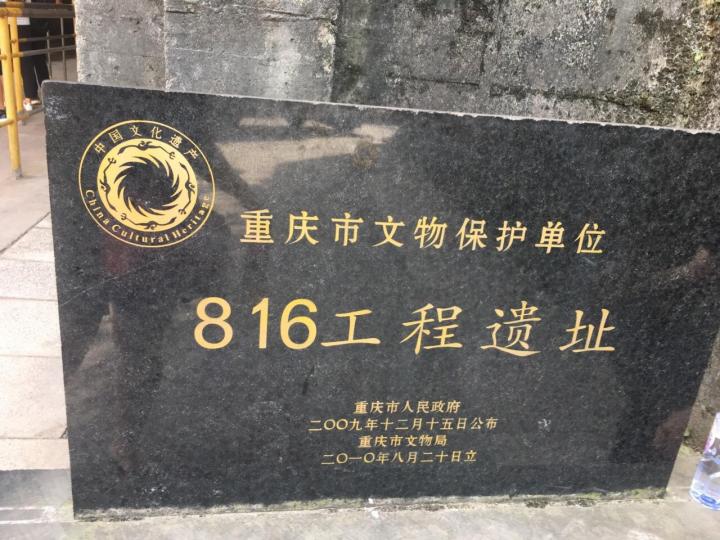 中国文化遗产
China Cultural Heritage
重庆市文物保护单位
816工程遗址
重庆市人民政府
二〇〇九年十二月十五日公布
重庆市文物局
二〇一〇年八月二十日立